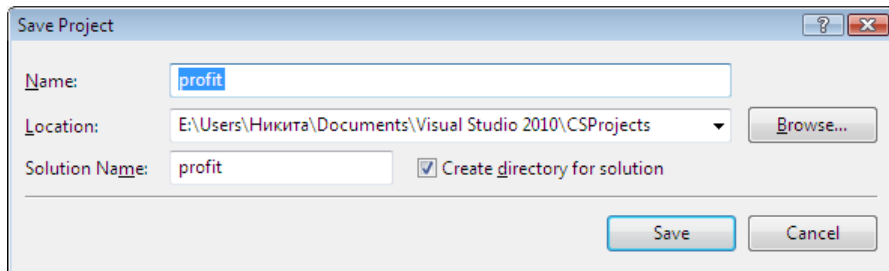 Save Project
Name: profit
Location: E:\Users\Никита\Documents\Visual Studio 2010\CSProjects Browse...
Solution Name: profit Create directory for solution
Save Cancel